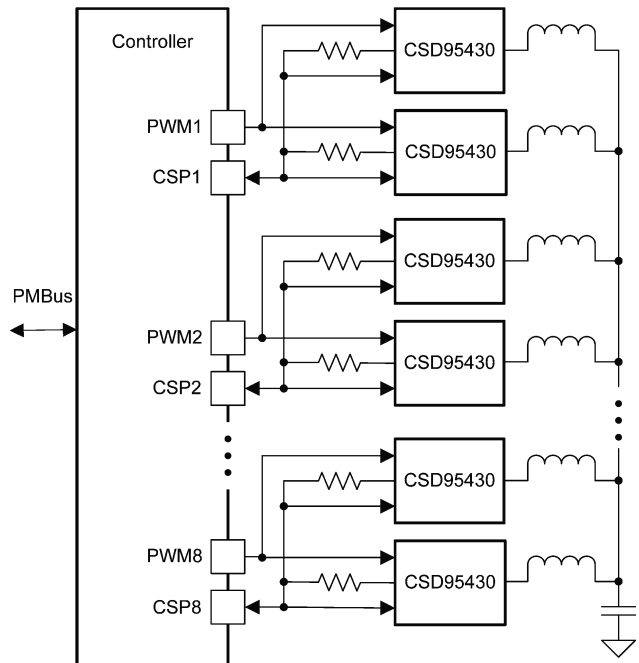 Controller
CSD95430
PWM1
CSD95430
CSP1
CSD95430
PMBus
PWM2
CSD95430
CSP2
CSD95430
PWM8
CSD95430
CSP8